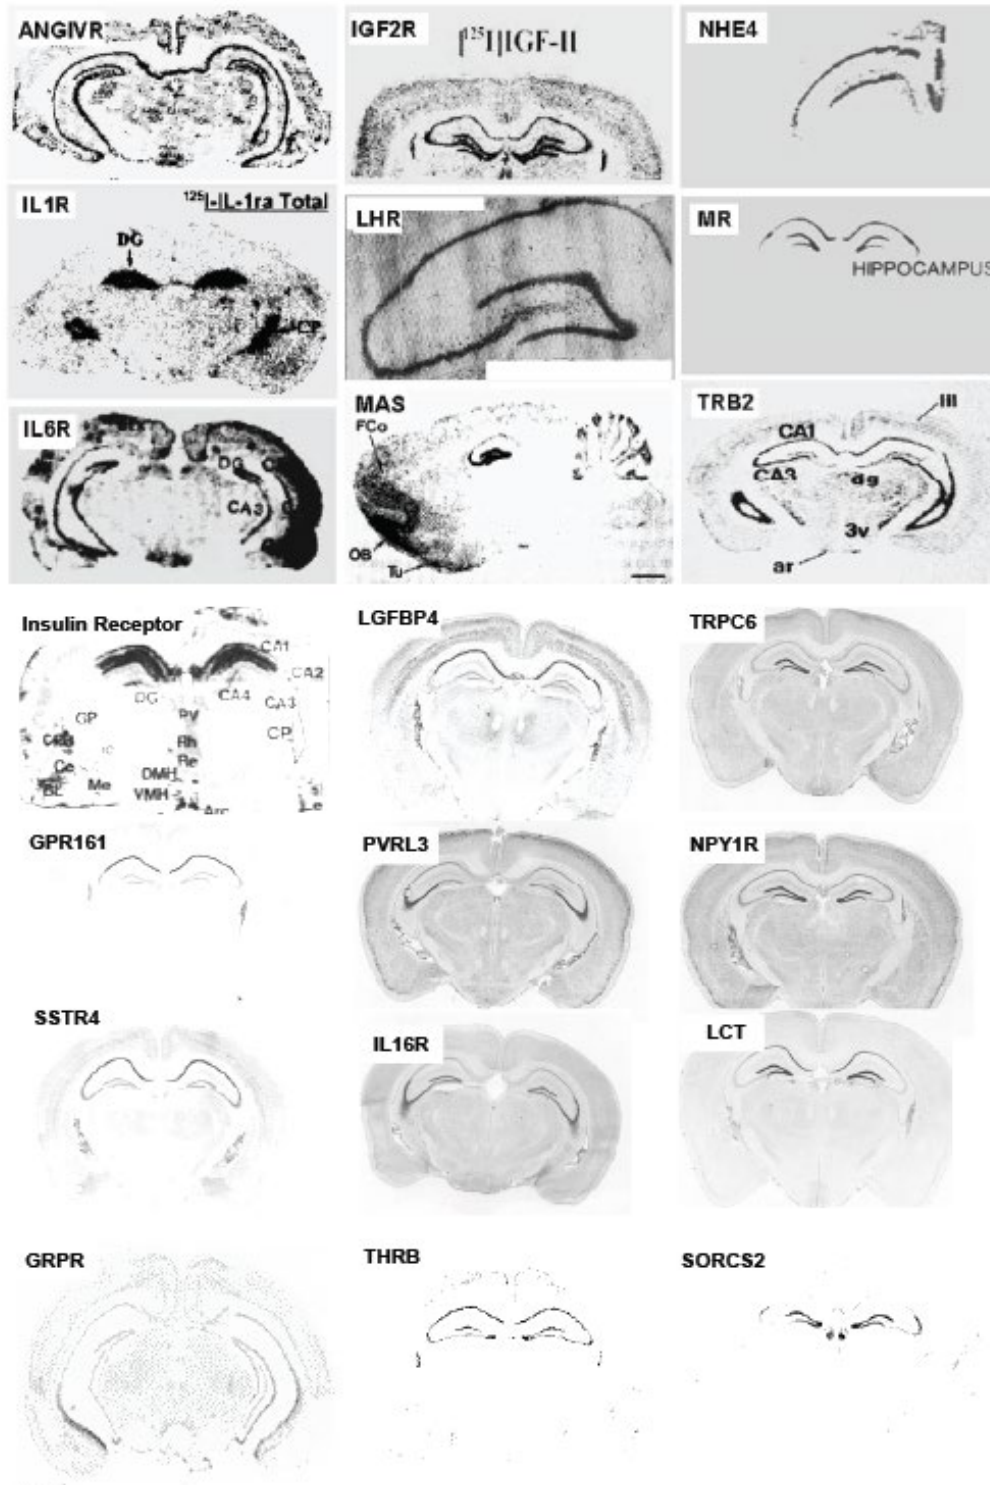 ANGIVR
IGF2R
[¹²⁵I]IGF-II
NHE4
IL1R
¹²⁵I-IL-1ra Total
DG
CP
LHR
MR
HIPPOCAMPUS
IL6R
DG
CA3
MAS
FCo
OB
Tu
TRB2
III
CA1
CA3
dg
3v
ar
Insulin Receptor
CA1
CA2
DG
CA4
CA3
GP
PV
CP
Rh
Re
Ce
DMH
BL
Me
VMH
Arc
LGFBP4
TRPC6
GPR161
PVRL3
NPY1R
SSTR4
IL16R
LCT
GRPR
THRB
SORCS2